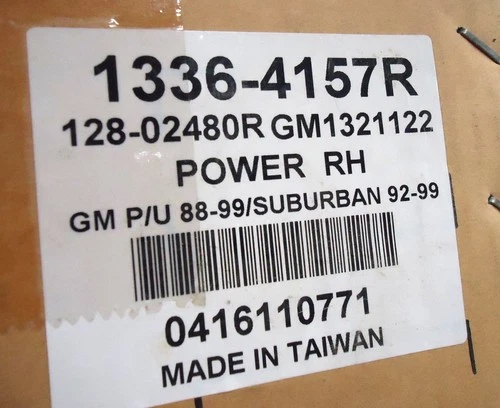 1336-4157R
128-02480R GM1321122
POWER RH
GM P/U 88-99/SUBURBAN 92-99
0416110771
MADE IN TAIWAN